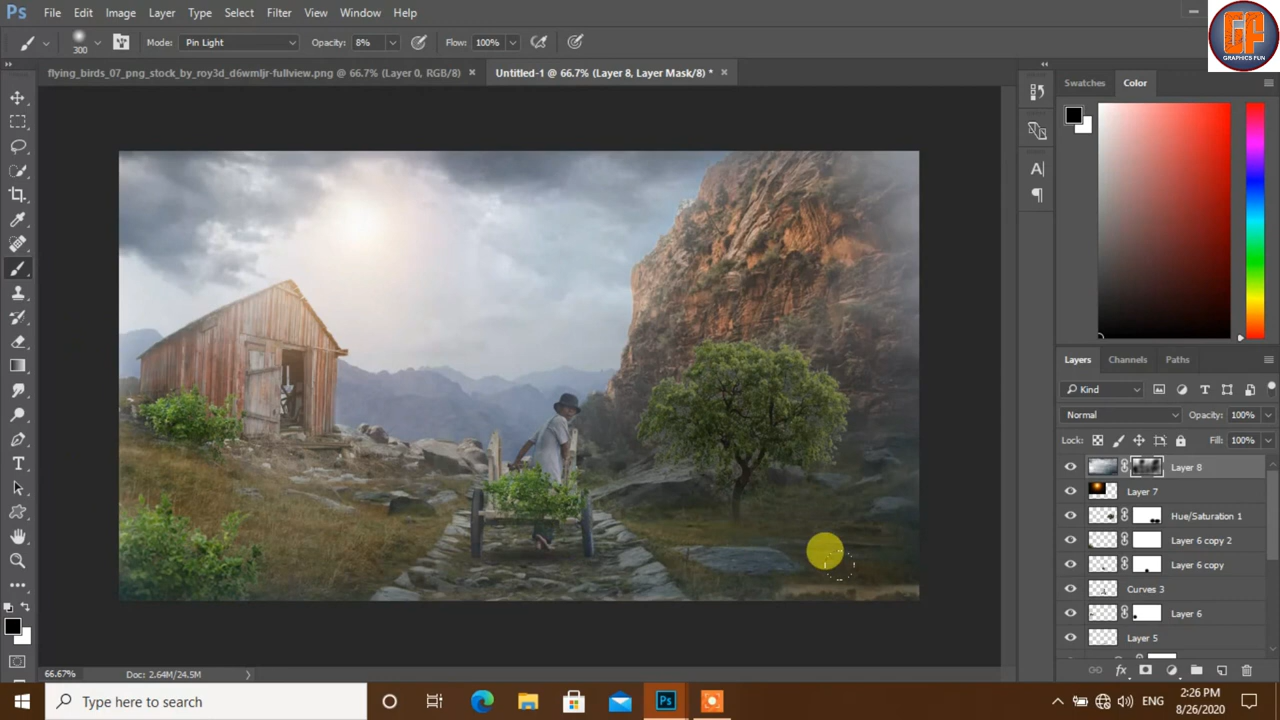 Ps File Edit Image Layer Type Select Filter View Window Help
GF
GRAPHICS FUN
300 Mode: Pin Light Opacity: 8% Flow: 100%
flying_birds_07_png_stock_by_roy3d_d6wmljr-fullview.png @ 66.7% (Layer 0, RGB/8) × Untitled-1 @ 66.7% (Layer 8, Layer Mask/8) * ×
Swatches Color
Layers Channels Paths
Kind
Normal Opacity: 100%
Lock: Fill: 100%
Layer 8
Layer 7
Hue/Saturation 1
Layer 6 copy 2
Layer 6 copy
Curves 3
Layer 6
Layer 5
66.67% Doc: 2.64M/24.5M
Type here to search
Ps
ENG
2:26 PM
8/26/2020